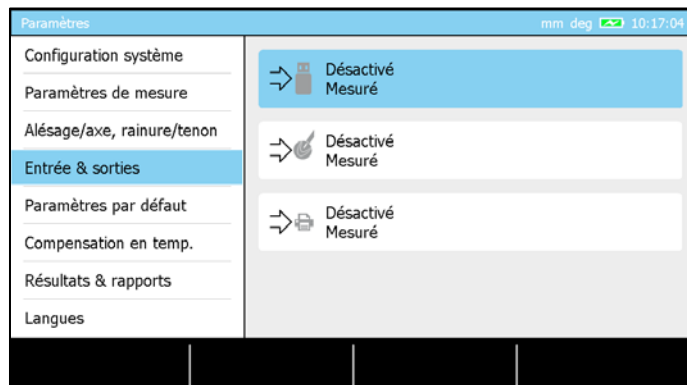 Paramètres
mm deg 10:17:04
Configuration système
Paramètres de mesure
Alésage/axe, rainure/tenon
Entrée & sorties
Paramètres par défaut
Compensation en temp.
Résultats & rapports
Langues
Désactivé
Mesuré
Désactivé
Mesuré
Désactivé
Mesuré